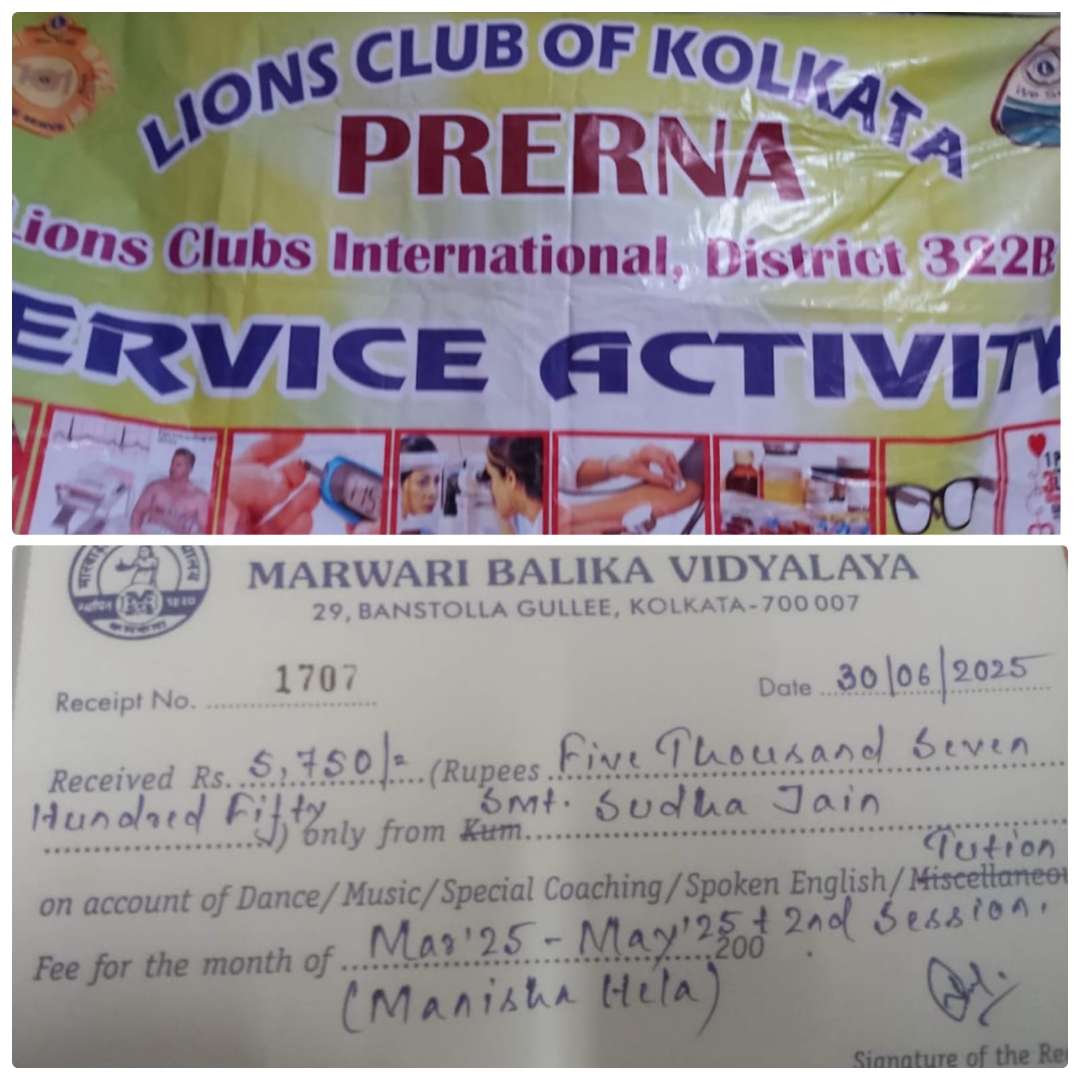 LIONS CLUB OF KOLKATA
PRERNA
Lions Clubs International, District 322B
ERVICE ACTIVITY
MARWARI BALIKA VIDYALAYA
29, BANSTOLLA GULLEE, KOLKATA-700 007
Receipt No. 1707 Date 30/06/2025
Received Rs. 5,750/= (Rupees Five Thousand Seven
Hundred Fifty) only from Kum. Smt. Sudha Jain
Tution
on account of Dance/Music/Special Coaching/Spoken English/Miscellaneou
Fee for the month of Mar'25 - May'25 + 2nd Session. 200
(Manisha Hela)
Signature of the Re